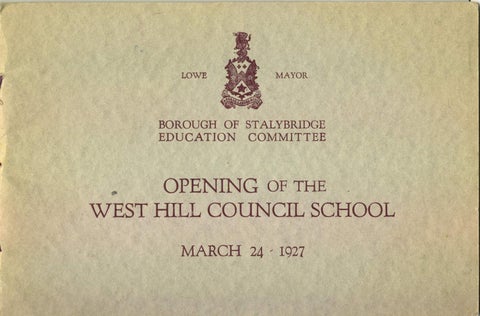 LOWE MAYOR
BOROUGH OF STALYBRIDGE
EDUCATION COMMITTEE
OPENING OF THE
WEST HILL COUNCIL SCHOOL
MARCH 24 - 1927